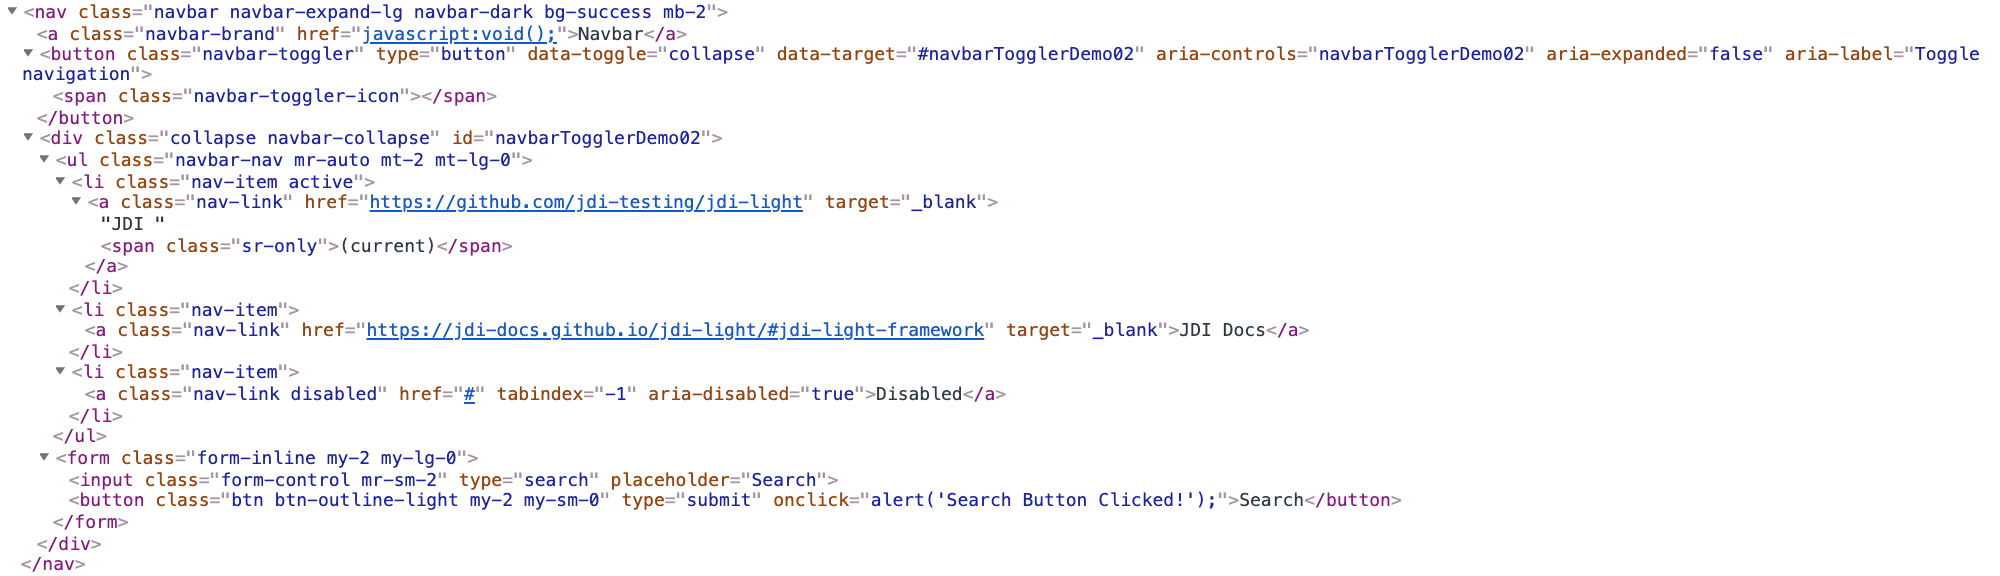 <nav class="navbar navbar-expand-lg navbar-dark bg-success mb-2">
<a class="navbar-brand" href="javascript:void();">Navbar</a>
<button class="navbar-toggler" type="button" data-toggle="collapse" data-target="#navbarTogglerDemo02" aria-controls="navbarTogglerDemo02" aria-expanded="false" aria-label="Toggle
navigation">
<span class="navbar-toggler-icon"></span>
</button>
<div class="collapse navbar-collapse" id="navbarTogglerDemo02">
<ul class="navbar-nav mr-auto mt-2 mt-lg-0">
<li class="nav-item active">
<a class="nav-link" href="https://github.com/jdi-testing/jdi-light" target="_blank">
"JDI "
<span class="sr-only">(current)</span>
</a>
</li>
<li class="nav-item">
<a class="nav-link" href="https://jdi-docs.github.io/jdi-light/#jdi-light-framework" target="_blank">JDI Docs</a>
</li>
<li class="nav-item">
<a class="nav-link disabled" href="#" tabindex="-1" aria-disabled="true">Disabled</a>
</li>
</ul>
<form class="form-inline my-2 my-lg-0">
<input class="form-control mr-sm-2" type="search" placeholder="Search">
<button class="btn btn-outline-light my-2 my-sm-0" type="submit" onclick="alert('Search Button Clicked!');">Search</button>
</form>
</div>
</nav>